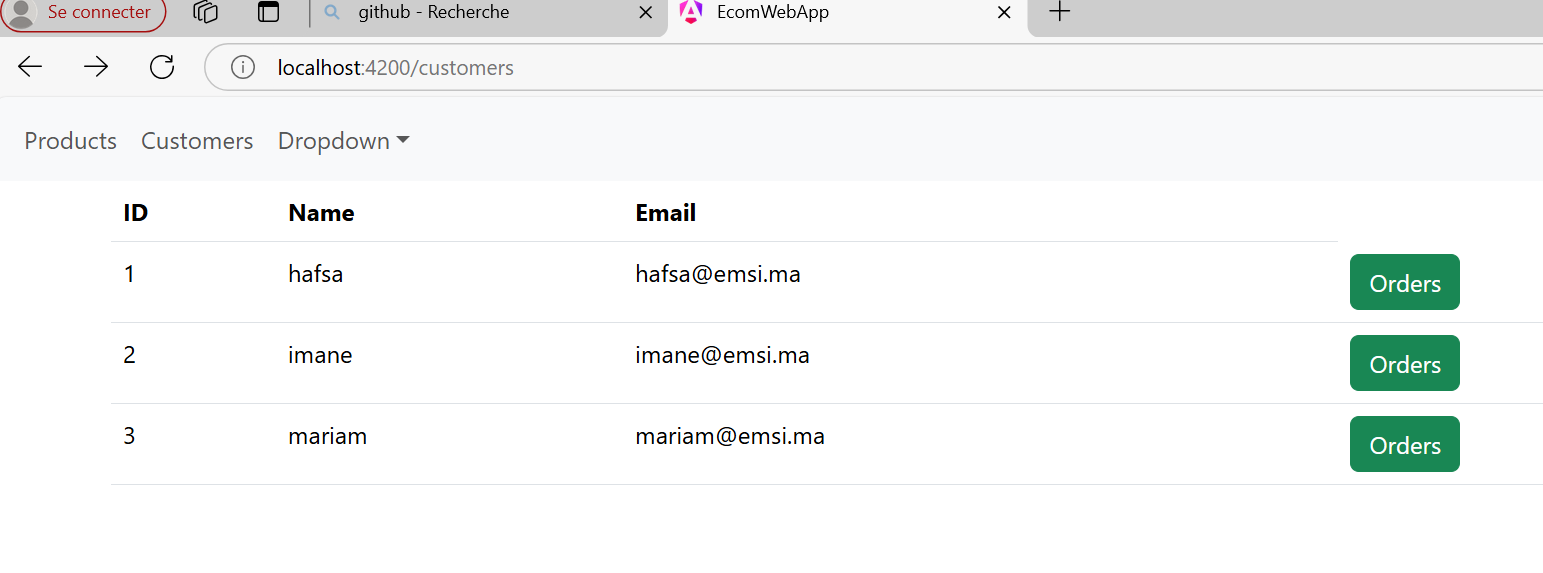 Se connecter github - Recherche EcomWebApp
localhost:4200/customers
Products Customers Dropdown
ID Name Email
1 hafsa hafsa@emsi.ma Orders
2 imane imane@emsi.ma Orders
3 mariam mariam@emsi.ma Orders